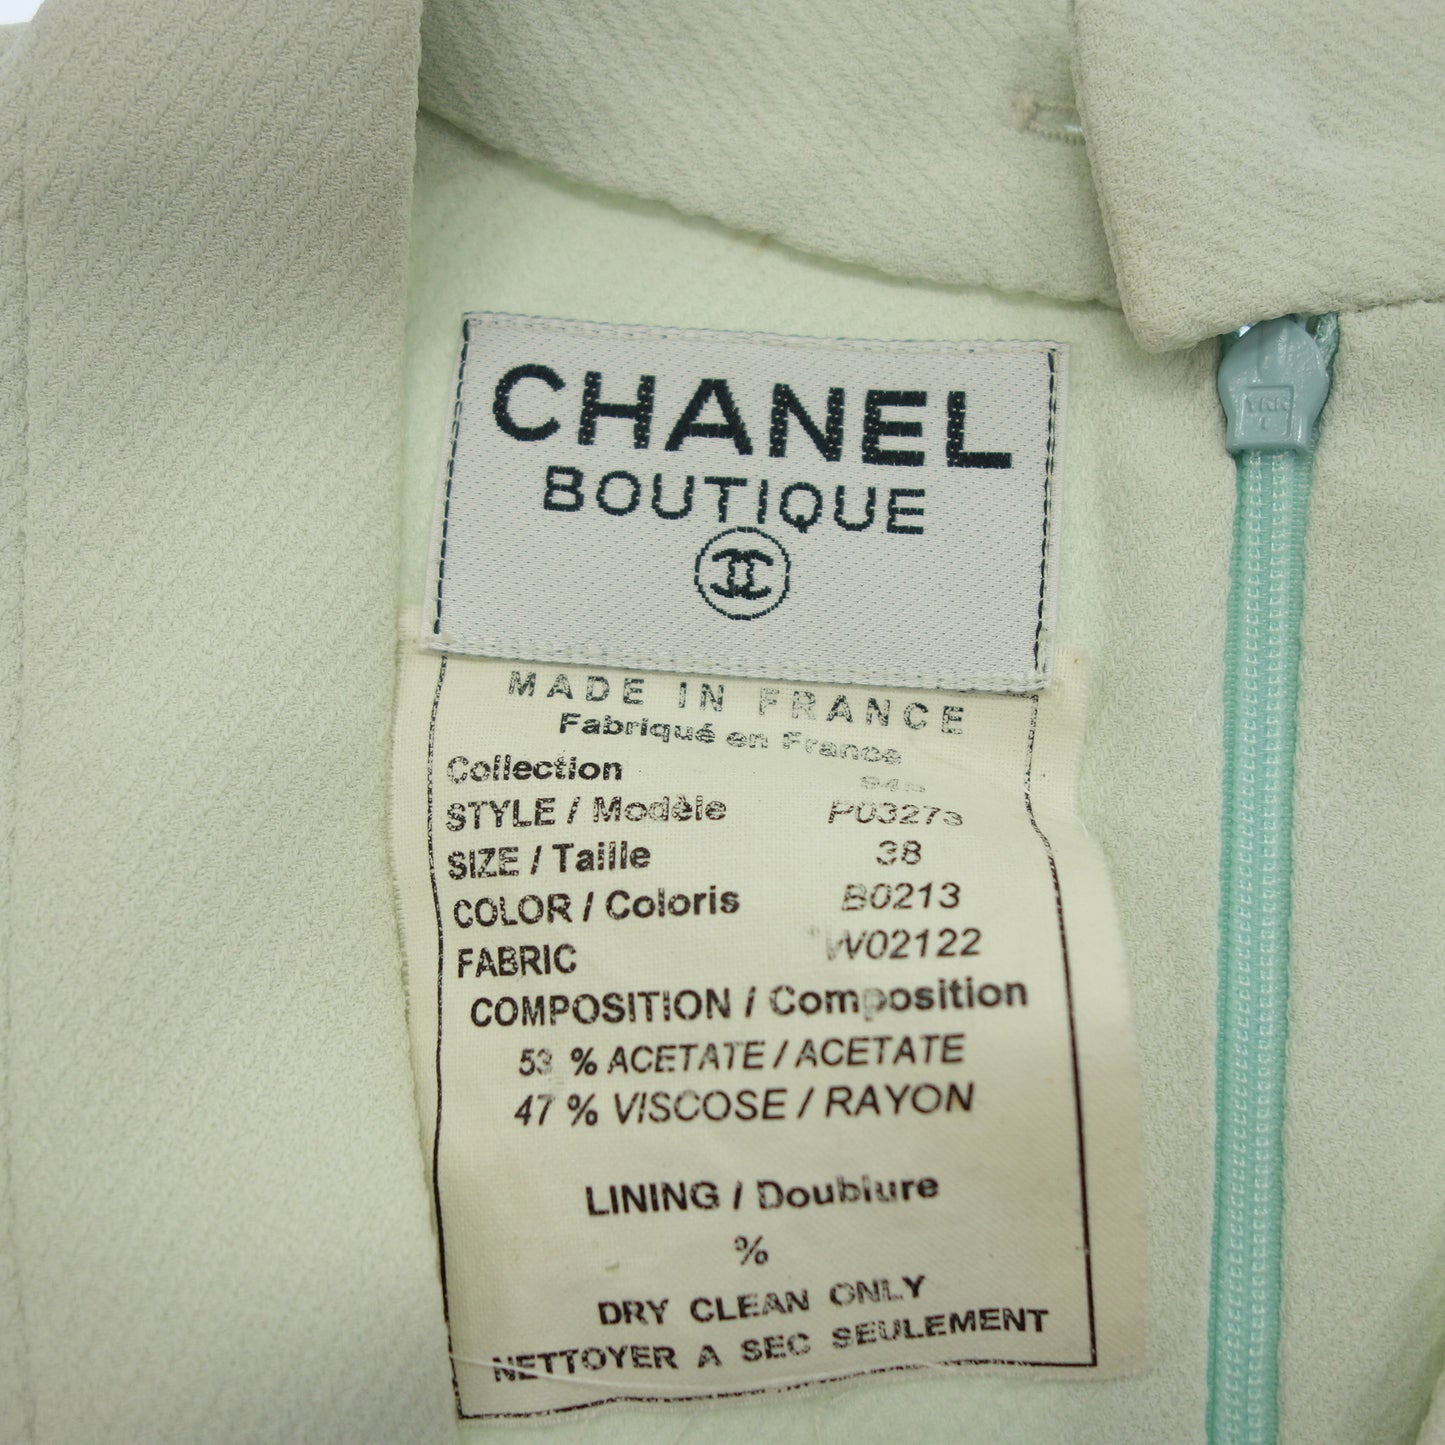 CHANEL
BOUTIQUE
MADE IN FRANCE
Fabriqué en France
Collection
STYLE / Modèle
SIZE / Taille 38
COLOR / Coloris B0213
FABRIC W02122
COMPOSITION / Composition
53 % ACETATE / ACETATE
47 % VISCOSE / RAYON
LINING / Doublure
%
DRY CLEAN ONLY
NETTOYER A SEC SEULEMENT